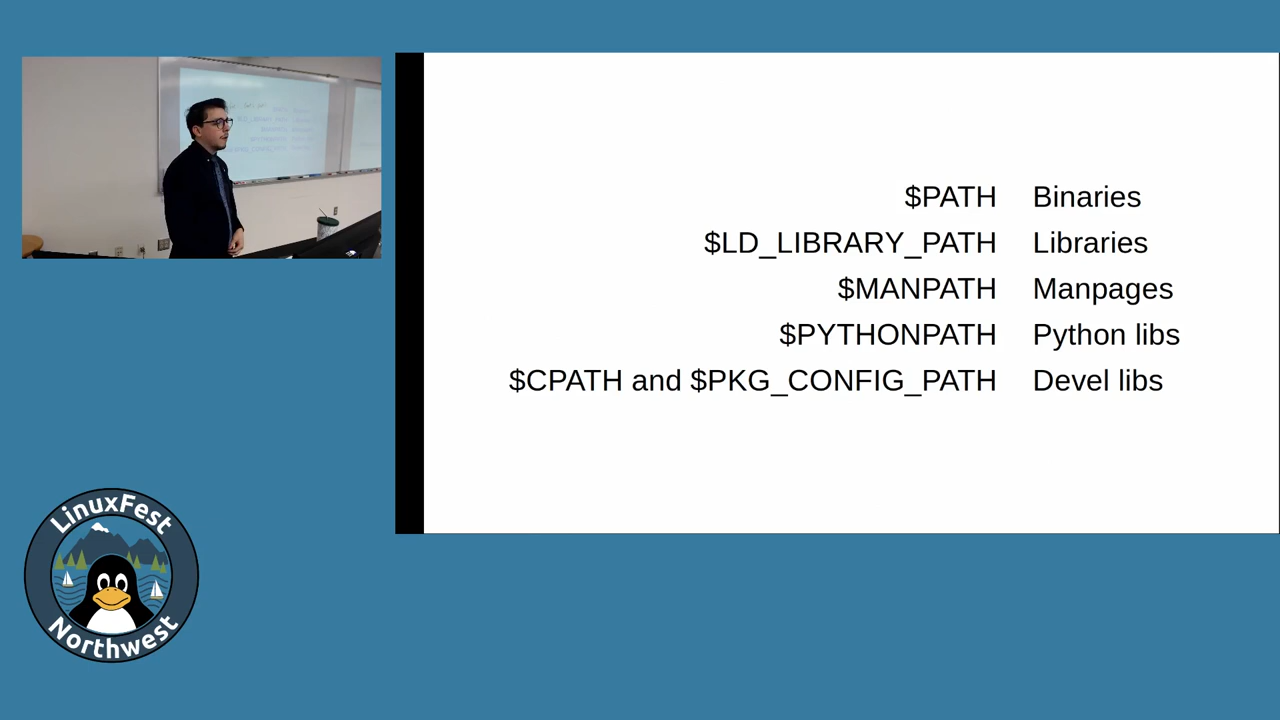 $PATH Binaries
$LD_LIBRARY_PATH Libraries
$MANPATH Manpages
$PYTHONPATH Python libs
$CPATH and $PKG_CONFIG_PATH Devel libs
LinuxFest
Northwest